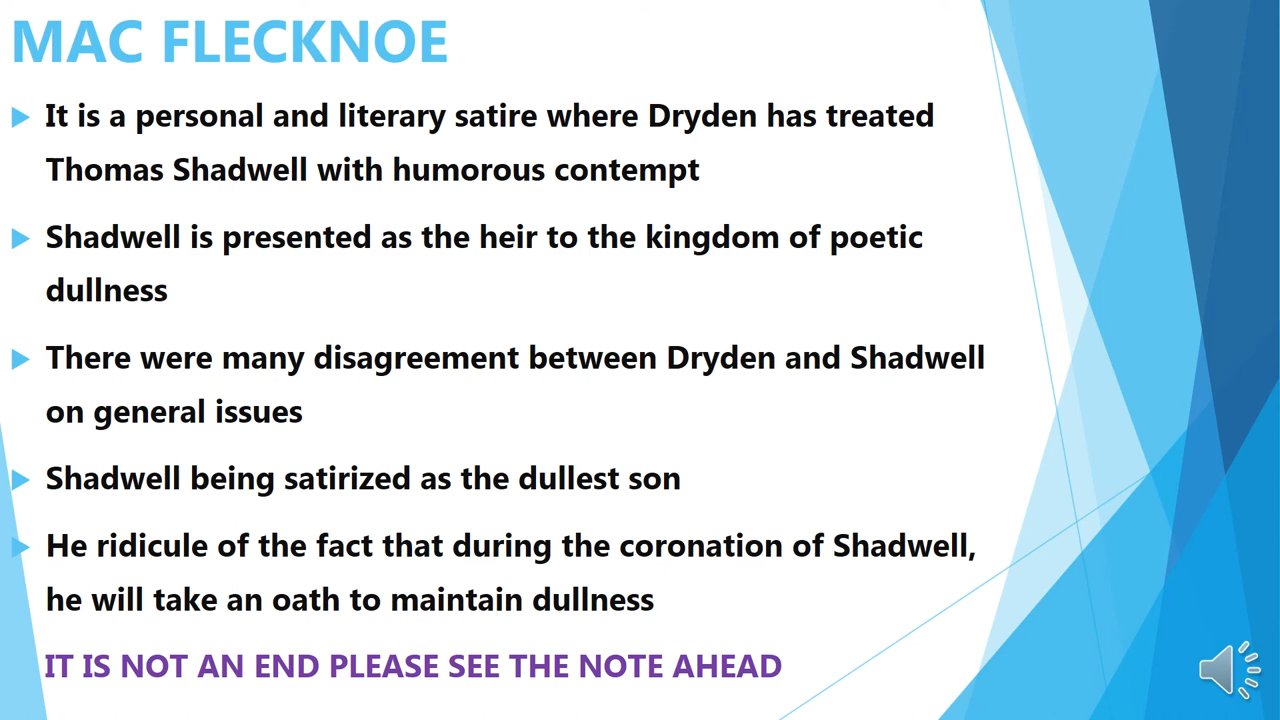 MAC FLECKNOE
It is a personal and literary satire where Dryden has treated
Thomas Shadwell with humorous contempt
Shadwell is presented as the heir to the kingdom of poetic
dullness
There were many disagreement between Dryden and Shadwell
on general issues
Shadwell being satirized as the dullest son
He ridicule of the fact that during the coronation of Shadwell,
he will take an oath to maintain dullness
IT IS NOT AN END PLEASE SEE THE NOTE AHEAD